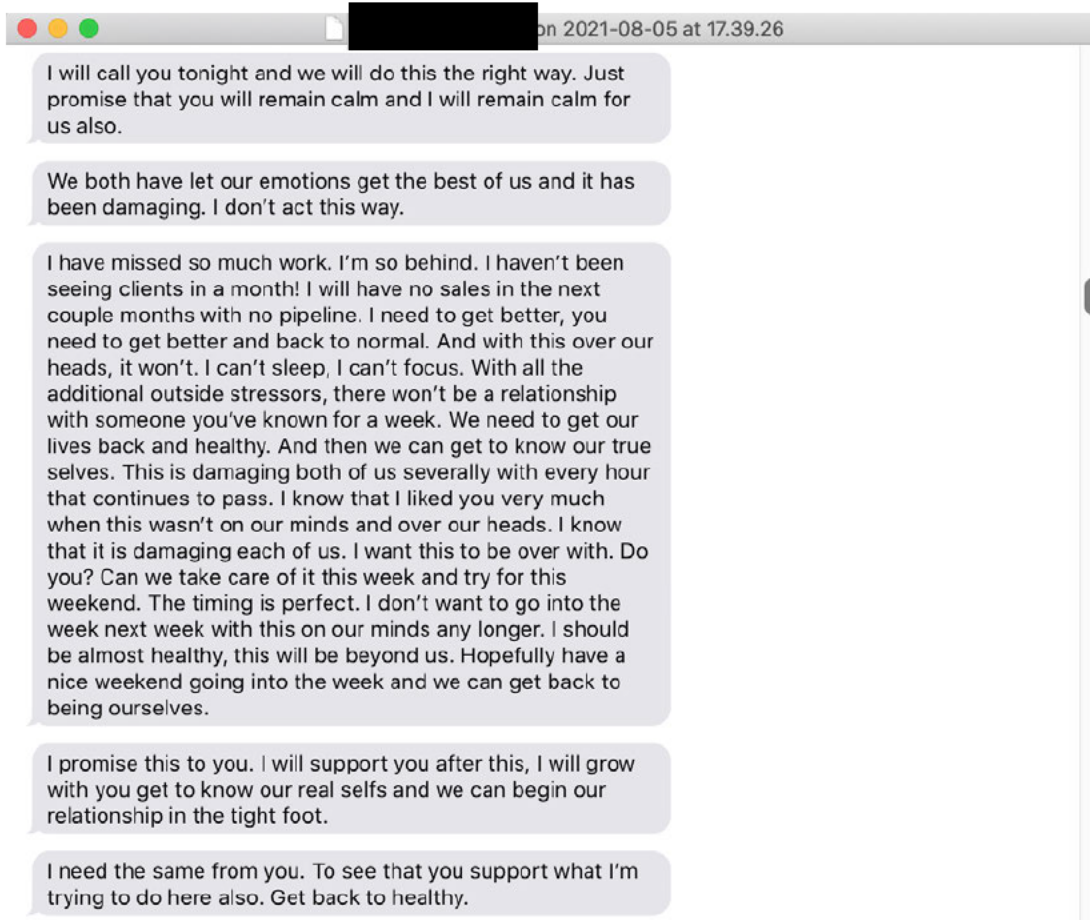 on 2021-08-05 at 17.39.26
I will call you tonight and we will do this the right way. Just
promise that you will remain calm and I will remain calm for
us also.
We both have let our emotions get the best of us and it has
been damaging. I don't act this way.
I have missed so much work. I'm so behind. I haven't been
seeing clients in a month! I will have no sales in the next
couple months with no pipeline. I need to get better, you
need to get better and back to normal. And with this over our
heads, it won't. I can't sleep, I can't focus. With all the
additional outside stressors, there won't be a relationship
with someone you've known for a week. We need to get our
lives back and healthy. And then we can get to know our true
selves. This is damaging both of us severally with every hour
that continues to pass. I know that I liked you very much
when this wasn't on our minds and over our heads. I know
that it is damaging each of us. I want this to be over with. Do
you? Can we take care of it this week and try for this
weekend. The timing is perfect. I don't want to go into the
week next week with this on our minds any longer. I should
be almost healthy, this will be beyond us. Hopefully have a
nice weekend going into the week and we can get back to
being ourselves.
I promise this to you. I will support you after this, I will grow
with you get to know our real selfs and we can begin our
relationship in the tight foot.
I need the same from you. To see that you support what I'm
trying to do here also. Get back to healthy.